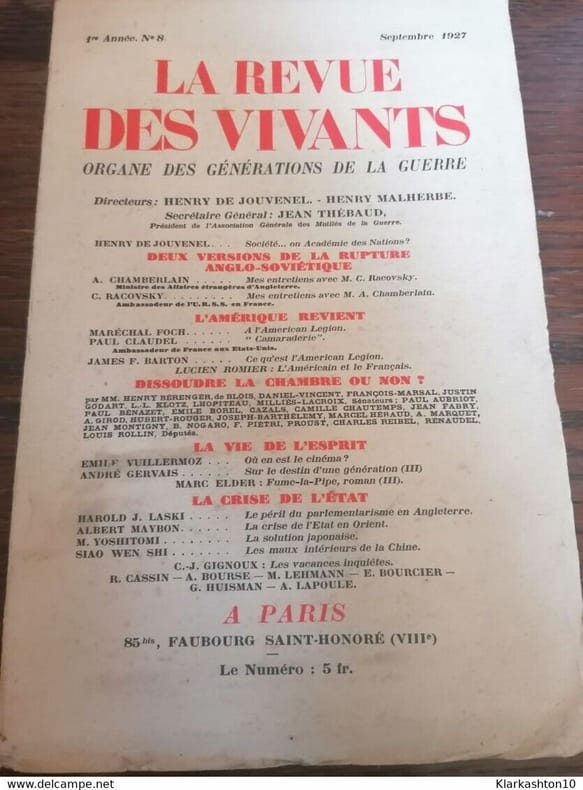 1re Année. No 8.
Septembre 1927
LA REVUE
DES VIVANTS
ORGANE DES GÉNÉRATIONS DE LA GUERRE
Directeurs : HENRY DE JOUVENEL. - HENRY MALHERBE.
Secrétaire Général : JEAN THÉBAUD,
Président de l'Association Générale des Mutilés de la Guerre.
HENRY DE JOUVENEL. . . Société... ou Académie des Nations?
DEUX VERSIONS DE LA RUPTURE
ANGLO-SOVIÉTIQUE
A. CHAMBERLAIN . . . . . . Mes entretiens avec M. C. Racovsky.
Ministre des Affaires étrangères d'Angleterre.
C. RACOVSKY. . . . . . . . . . Mes entretiens avec M. A. Chamberlain.
Ambassadeur de l'U.R.S.S. en France.
L'AMÉRIQUE REVIENT
MARÉCHAL FOCH. . . . . . A l'American Legion.
PAUL CLAUDEL . . . . . . " Camaraderie".
Ambassadeur de France aux Etats-Unis.
JAMES F. BARTON . . . . Ce qu'est l'American Legion.
LUCIEN ROMIER : L'Américain et le Français.
DISSOUDRE LA CHAMBRE OU NON ?
par MM. HENRY BÉRENGER, de BLOIS, DANIEL-VINCENT, FRANÇOIS-MARSAL, JUSTIN
GODART, L.-L. KLOTZ, LHOPITEAU, MILLIÈS-LACROIX, Sénateurs ; PAUL AUBRIOT,
PAUL BÉNAZET, EMILE BOREL, CAZALS, CAMILLE CHAUTEMPS, JEAN FABRY,
A. GIROD, HUBERT-ROUGER, JOSEPH-BARTHÉLEMY, MARCEL HÉRAUD, A. MARQUET,
JEAN MONTIGNY, B. NOGARO, F. PIÉTRI, PROUST, CHARLES REIBEL, RENAUDEL,
LOUIS ROLLIN, Députés.
LA VIE DE L'ESPRIT
EMILE VUILLERMOZ . . . Où en est le cinéma?
ANDRÉ GERVAIS . . . . . . Sur le destin d'une génération (III)
MARC ELDER : Fume-la-Pipe, roman (III).
LA CRISE DE L'ÉTAT
HAROLD J. LASKI . . . . . Le péril du parlementarisme en Angleterre.
ALBERT MAYBON. . . . . . La crise de l'Etat en Orient.
M. YOSHITOMI . . . . . . . La solution japonaise.
SIAO WEN SHI . . . . . . . Les maux intérieurs de la Chine.
C.-J. GIGNOUX : Les vacances inquiètes.
R. CASSIN — A. BOURSE — M. LEHMANN — E. BOURCIER —
G. HUISMAN — A. LAPOULE.
A PARIS
85 bis, FAUBOURG SAINT-HONORÉ (VIIIe)
Le Numéro : 5 fr.
www.delcampe.net
Klarkashton10